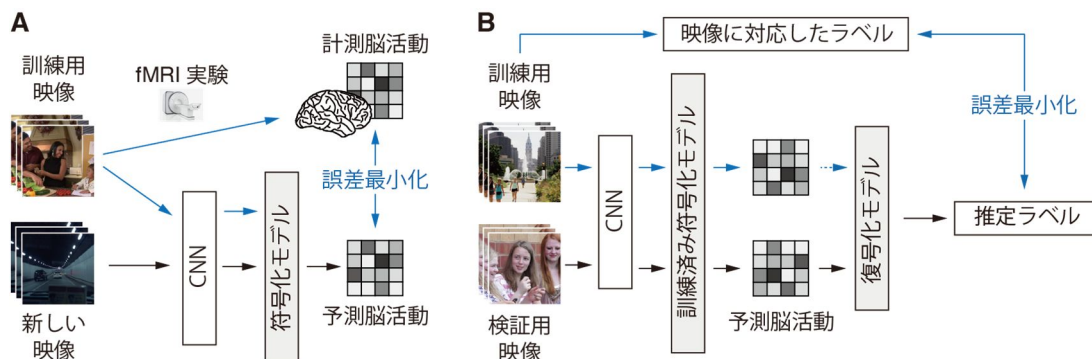 A
訓練用
映像
fMRI 実験
計測脳活動
誤差最小化
CNN
符号化モデル
予測脳活動
新しい
映像
B
映像に対応したラベル
訓練用
映像
誤差最小化
CNN
訓練済み符号化モデル
復号化モデル
推定ラベル
予測脳活動
検証用
映像